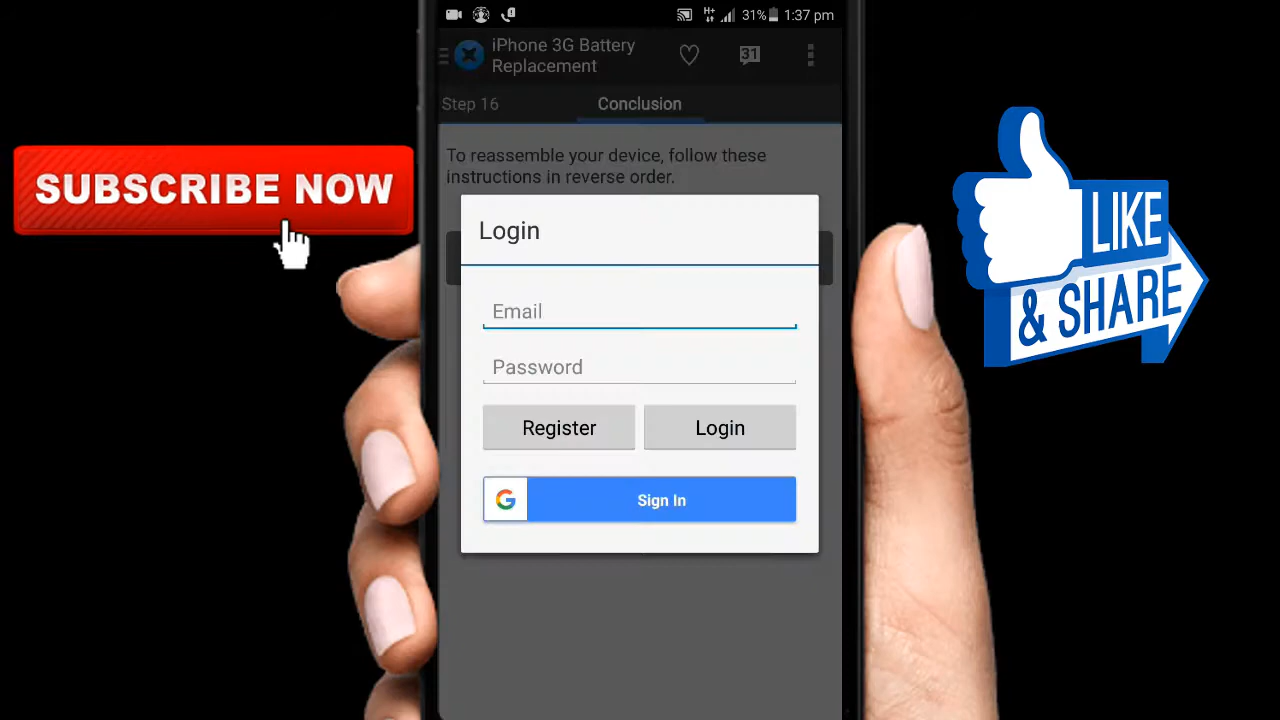 31% 1:37 pm
iPhone 3G Battery
Replacement
31
Step 16
Conclusion
To reassemble your device, follow these
instructions in reverse order.
Login
Email
Password
Register
Login
G
Sign In
SUBSCRIBE NOW
LIKE
& SHARE